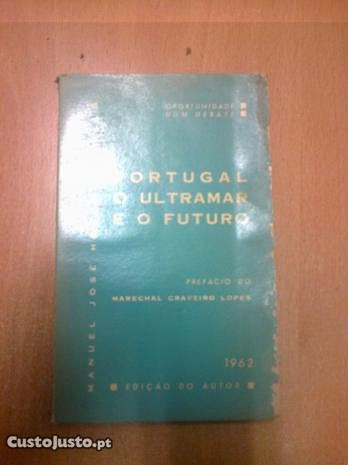 OPORTUNIDADE
DUM DEBATE
PORTUGAL
O ULTRAMAR
E O FUTURO
PREFÁCIO DO
MARECHAL CRAVEIRO LOPES
MANUEL JOSÉ
1962
EDIÇÃO DO AUTOR
CustoJusto.pt